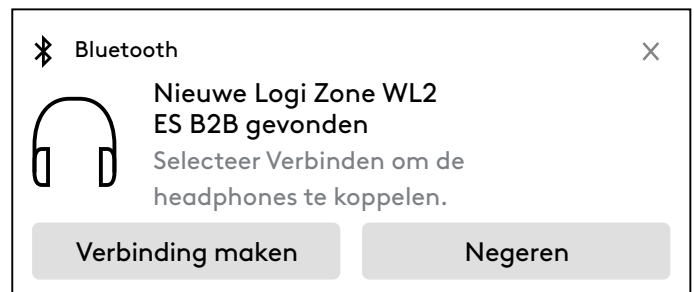 Bluetooth
Nieuwe Logi Zone WL2
ES B2B gevonden
Selecteer Verbinden om de
headphones te koppelen.
Verbinding maken
Negeren